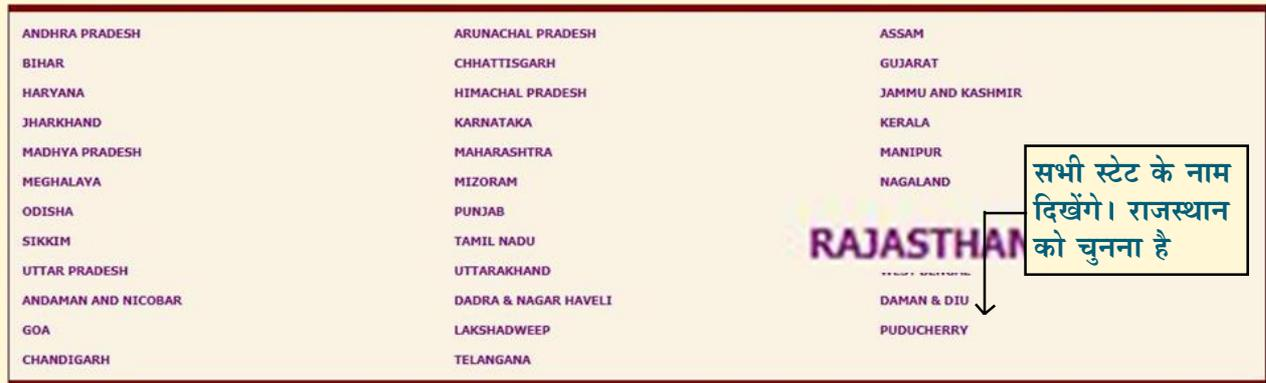 ANDHRA PRADESH ARUNACHAL PRADESH ASSAM
BIHAR CHHATTISGARH GUJARAT
HARYANA HIMACHAL PRADESH JAMMU AND KASHMIR
JHARKHAND KARNATAKA KERALA
MADHYA PRADESH MAHARASHTRA MANIPUR
MEGHALAYA MIZORAM NAGALAND
ODISHA PUNJAB
SIKKIM TAMIL NADU RAJASTHAN
UTTAR PRADESH UTTARAKHAND WEST BENGAL
ANDAMAN AND NICOBAR DADRA & NAGAR HAVELI DAMAN & DIU
GOA LAKSHADWEEP PUDUCHERRY
CHANDIGARH TELANGANA
सभी स्टेट के नाम
दिखेंगे। राजस्थान
को चुनना है